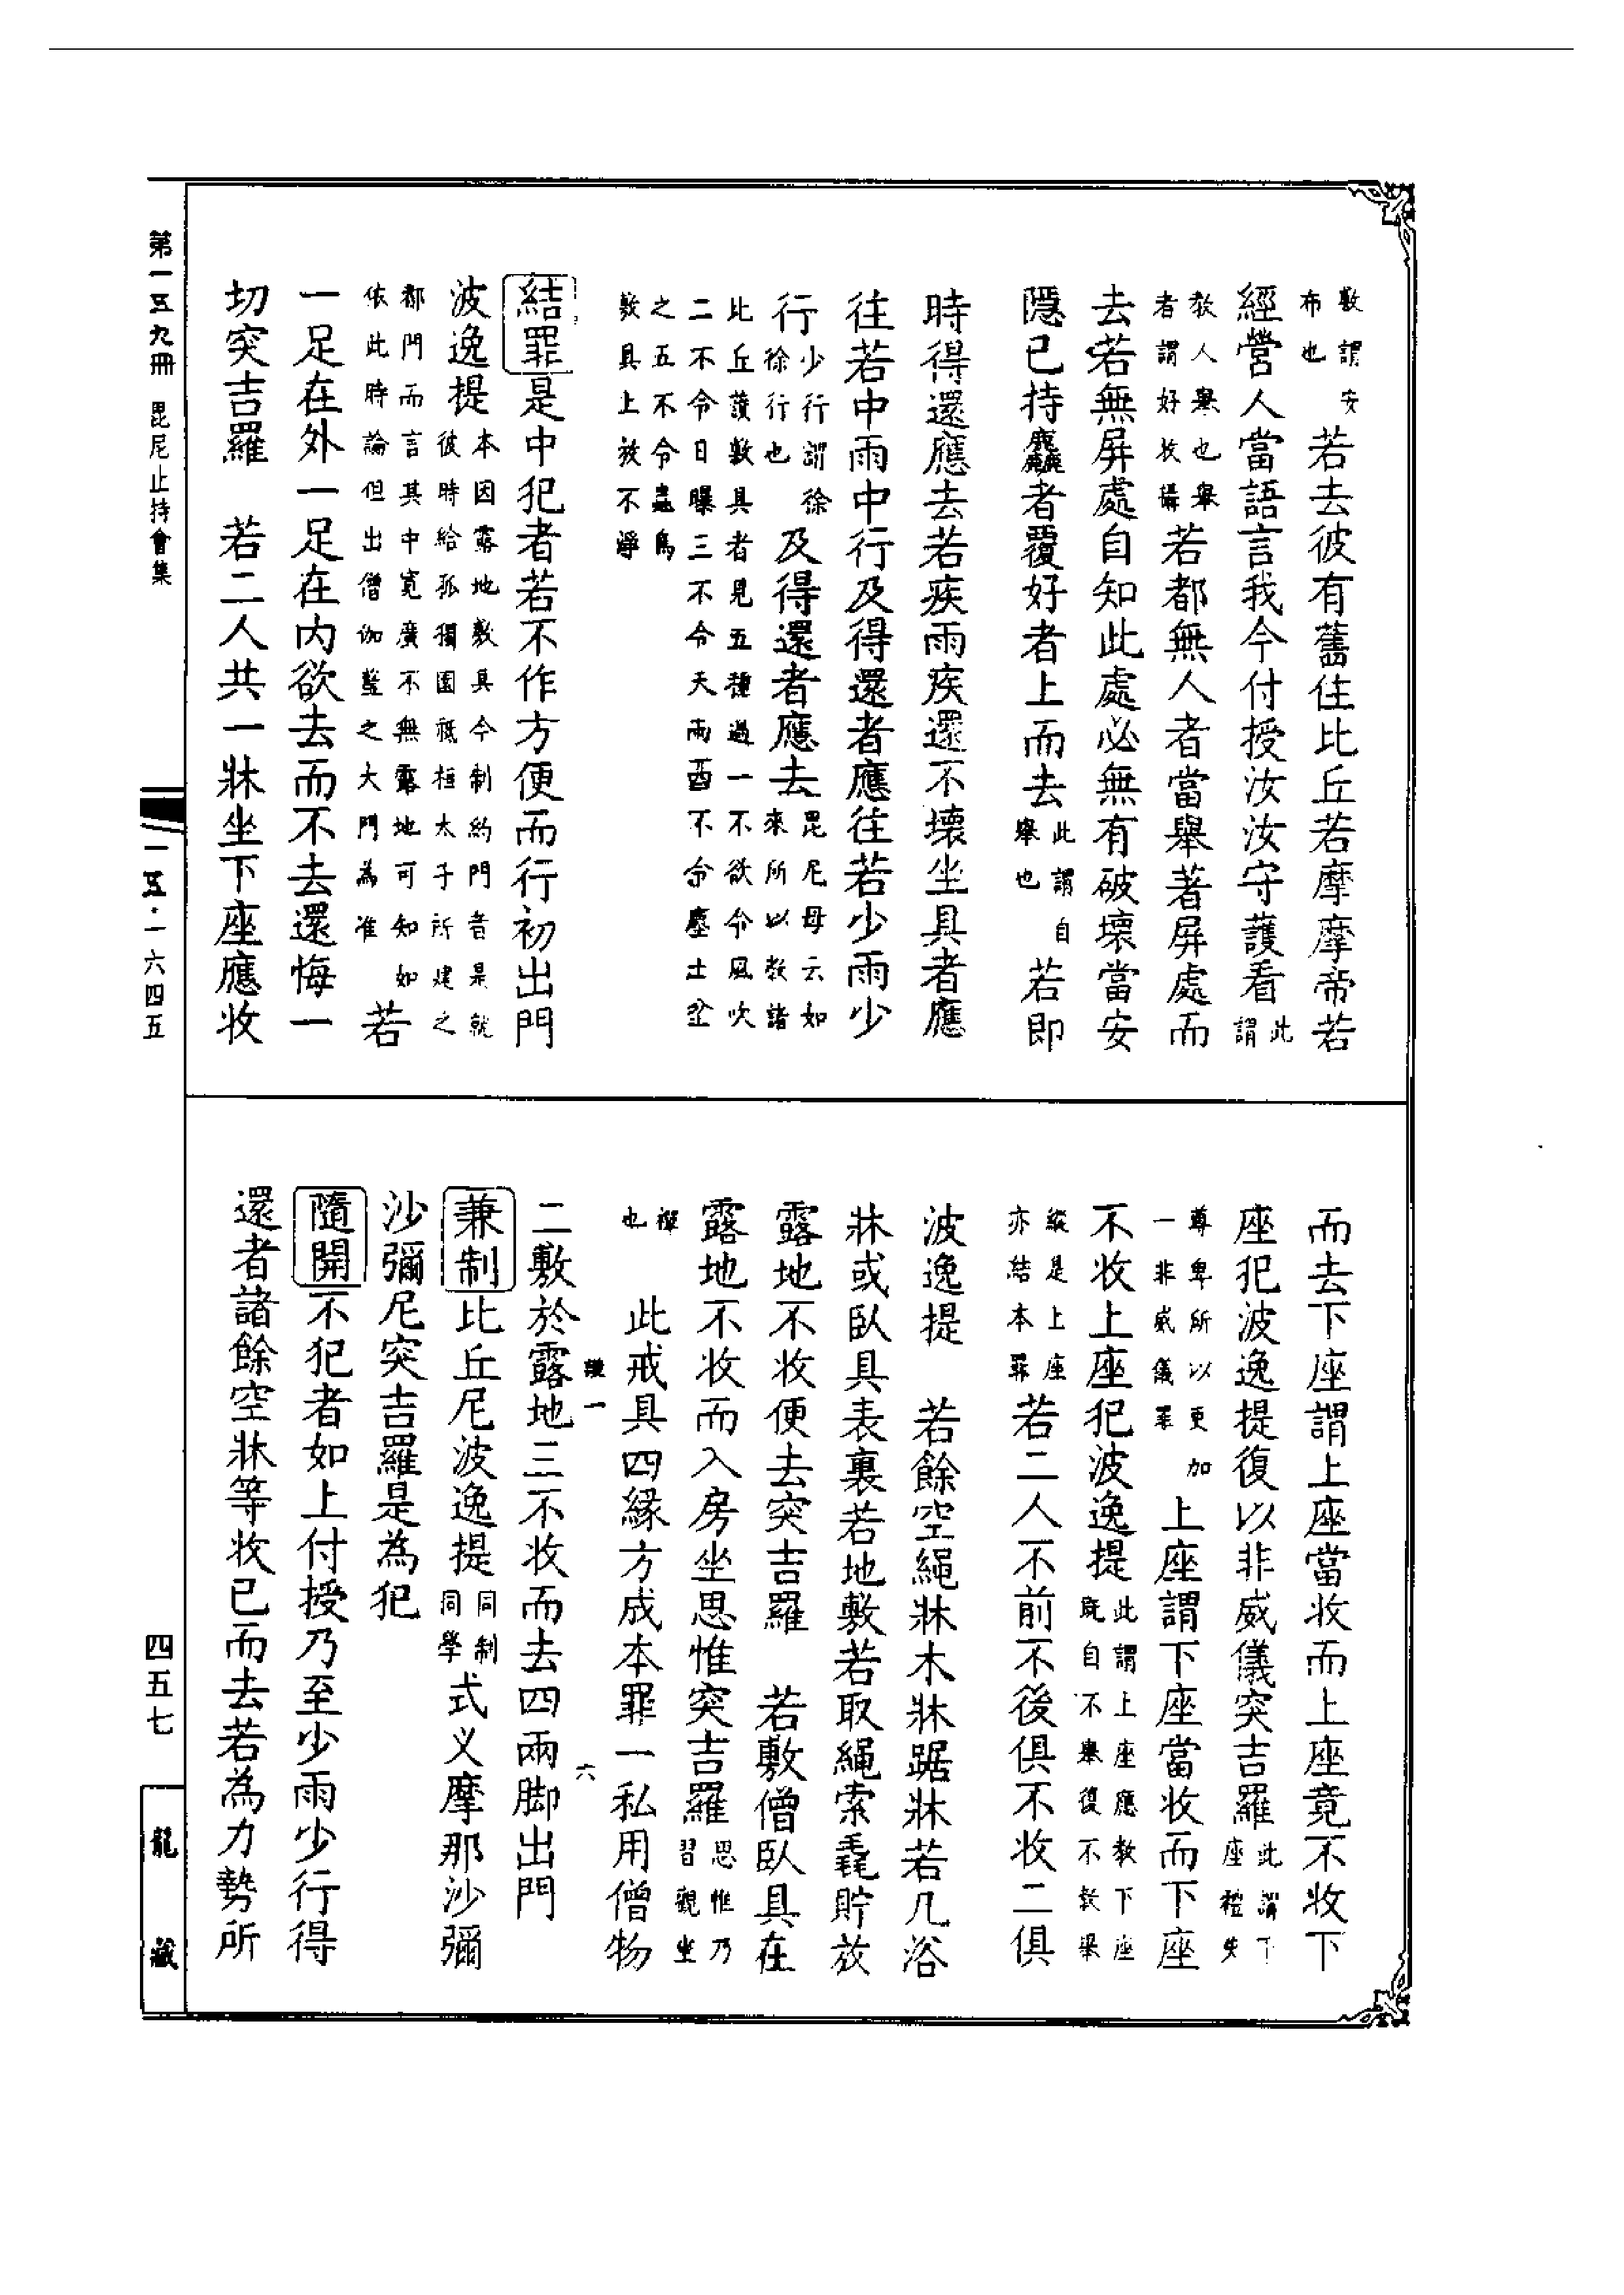 敷謂安布也若去彼有舊住比丘若摩摩帝若
經營人當語言我今付授汝汝守護看此謂
教人舉也舉者謂好收攝若都無人者當舉著屏處而
去若無屏處自知此處必無有破壞當安
隱已持麤者覆好者上而去此謂自舉也若即
時得還應去若疾雨疾還不壞坐具者應
往若中雨中行及得還者應往若少雨少
行少行謂徐徐行也及得還者應去毘尼母云如來所以教諸
比丘護敷具者見五種過一不欲令風吹二不令日曝三不令天雨四不令塵土坌
之五不令蟲鳥敷具上放不淨
結罪是中犯者若不作方便而行初出門
波逸提本因露地敷具今制約門者是就彼時給孤獨園祇桓太子所建之
都門而言其中寬廣不無露地可知如依此時論但出僧伽藍之大門為准若
一足在外一足在內欲去而不去還悔一
切突吉羅 若二人共一牀坐下座應收
而去下座謂上座當收而上座竟不收下
座犯波逸提復以非威儀突吉羅此謂下座禮失
尊卑所以更加一非威儀罪上座謂下座當收而下座
不收上座犯波逸提此謂上座應教下座既自不舉復不教舉
縱是上座亦結本罪若二人不前不後俱不收二俱
波逸提 若餘空繩牀木牀踞牀若几浴
牀或臥具表裏若地敷若取繩索毳貯放
露地不收便去突吉羅 若敷僧臥具在
露地不收而入房坐思惟突吉羅思惟乃習觀坐
禪也 此戒具四緣方成本罪一私用僧物
二敷於露地三不收而去四兩脚出門
兼制比丘尼波逸提同制同學式叉摩那沙彌
沙彌尼突吉羅是為犯
隨開不犯者如上付授乃至少雨少行得
還者諸餘空牀等收已而去若為力勢所
第一五九冊 毘尼止持會集
一五·一六四五
四五七
龍藏
六